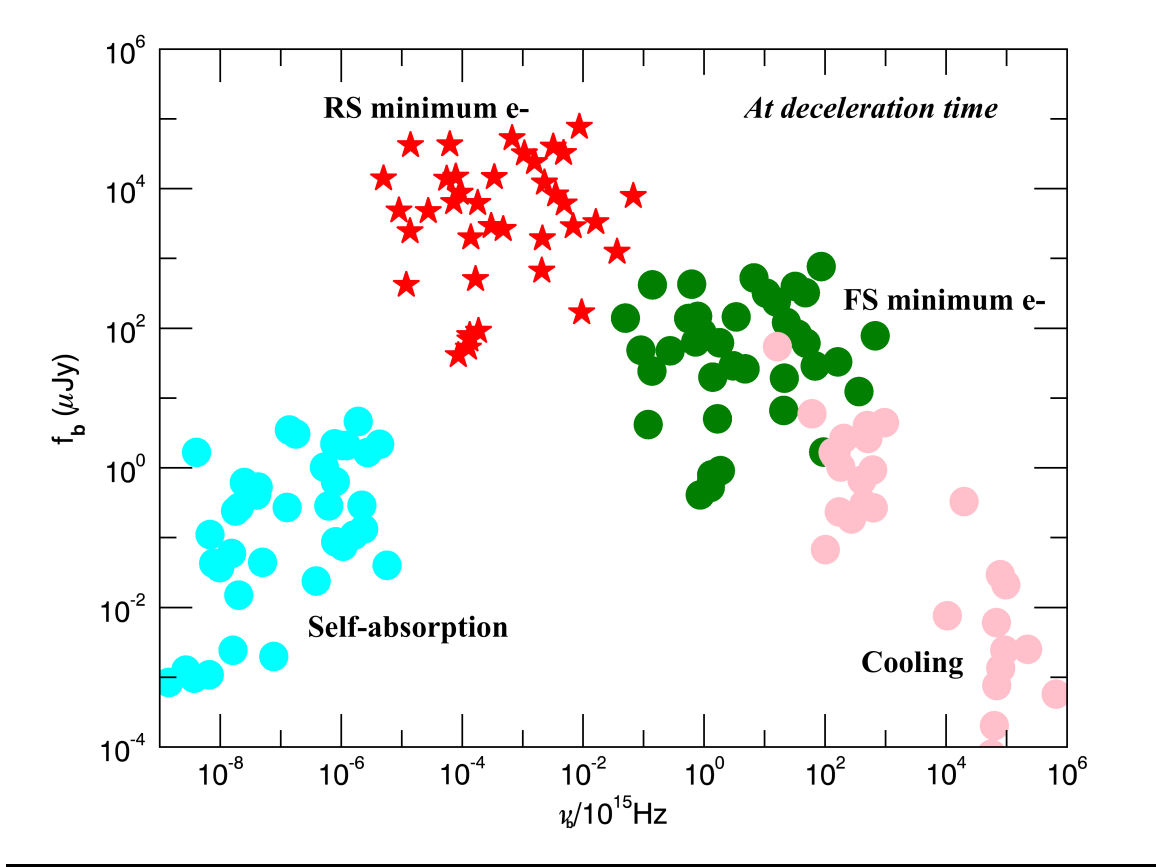 10^6
RS minimum e-
At deceleration time
10^4
FS minimum e-
10^2
f_b (μJy)
10^0
Self-absorption
10^-2
Cooling
10^-4
10^-8 10^-6 10^-4 10^-2 10^0 10^2 10^4 10^6
ν_b/10^15Hz